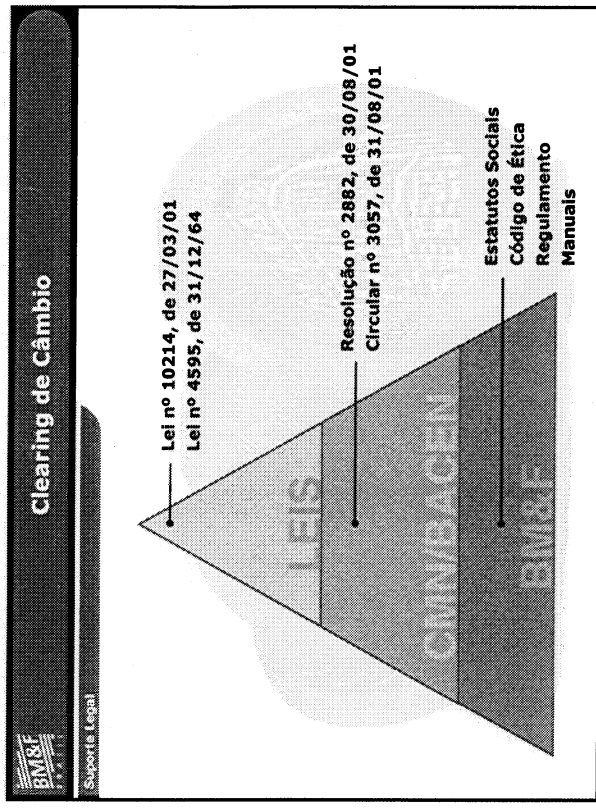 BM&F
BRASIL
Clearing de Câmbio
Suporte Legal
Lei nº 10214, de 27/03/01
Lei nº 4595, de 31/12/64
LEIS
Resolução nº 2882, de 30/08/01
Circular nº 3057, de 31/08/01
CMN/BACEN
Estatutos Sociais
Código de Ética
Regulamento
Manuais
BM&F